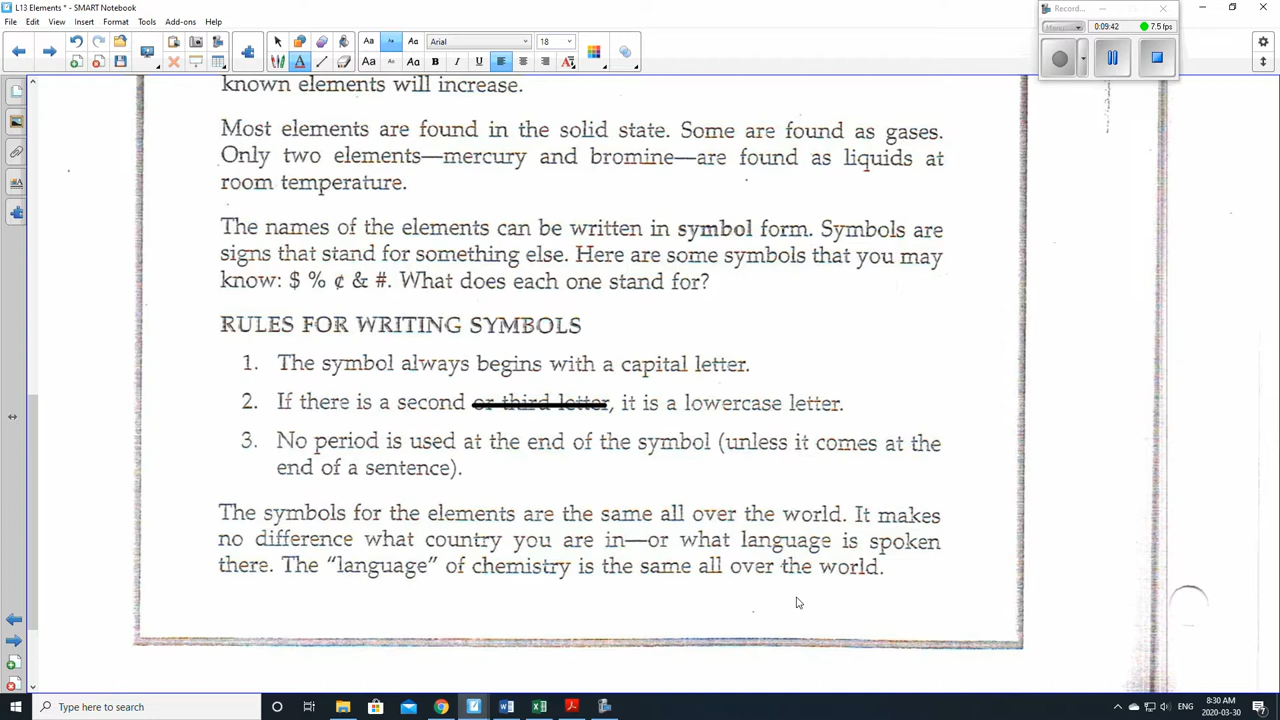 L13 Elements * - SMART Notebook
Record...
File Edit View Insert Format Tools Add-ons Help
Menu 0:09:42 7.5 fps
Arial 18
known elements will increase.
Most elements are found in the solid state. Some are found as gases.
Only two elements—mercury and bromine—are found as liquids at
room temperature.
The names of the elements can be written in symbol form. Symbols are
signs that stand for something else. Here are some symbols that you may
know: $ % ¢ & #. What does each one stand for?
RULES FOR WRITING SYMBOLS
1. The symbol always begins with a capital letter.
2. If there is a second or third letter, it is a lowercase letter.
3. No period is used at the end of the symbol (unless it comes at the
end of a sentence).
The symbols for the elements are the same all over the world. It makes
no difference what country you are in—or what language is spoken
there. The “language” of chemistry is the same all over the world.
Type here to search
ENG
8:30 AM
2020-03-30